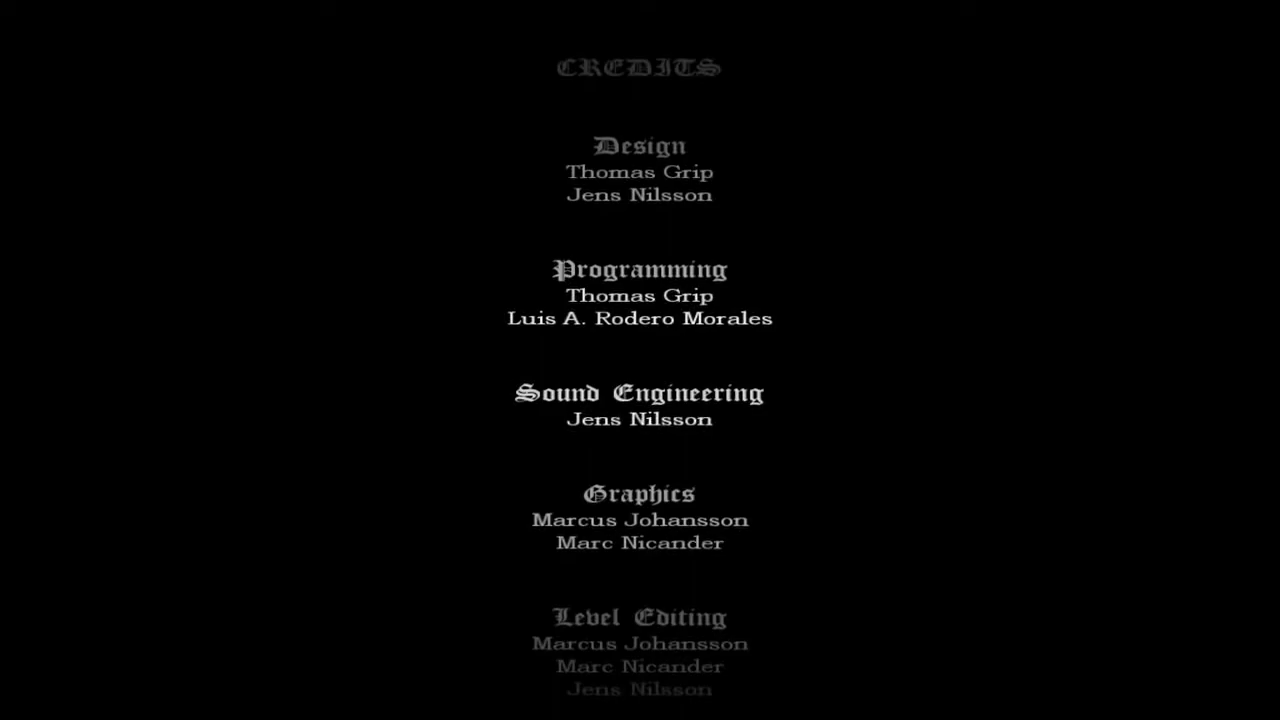 CREDITS
Design
Thomas Grip
Jens Nilsson
Programming
Thomas Grip
Luis A. Rodero Morales
Sound Engineering
Jens Nilsson
Graphics
Marcus Johansson
Marc Nicander
Level Editing
Marcus Johansson
Marc Nicander
Jens Nilsson